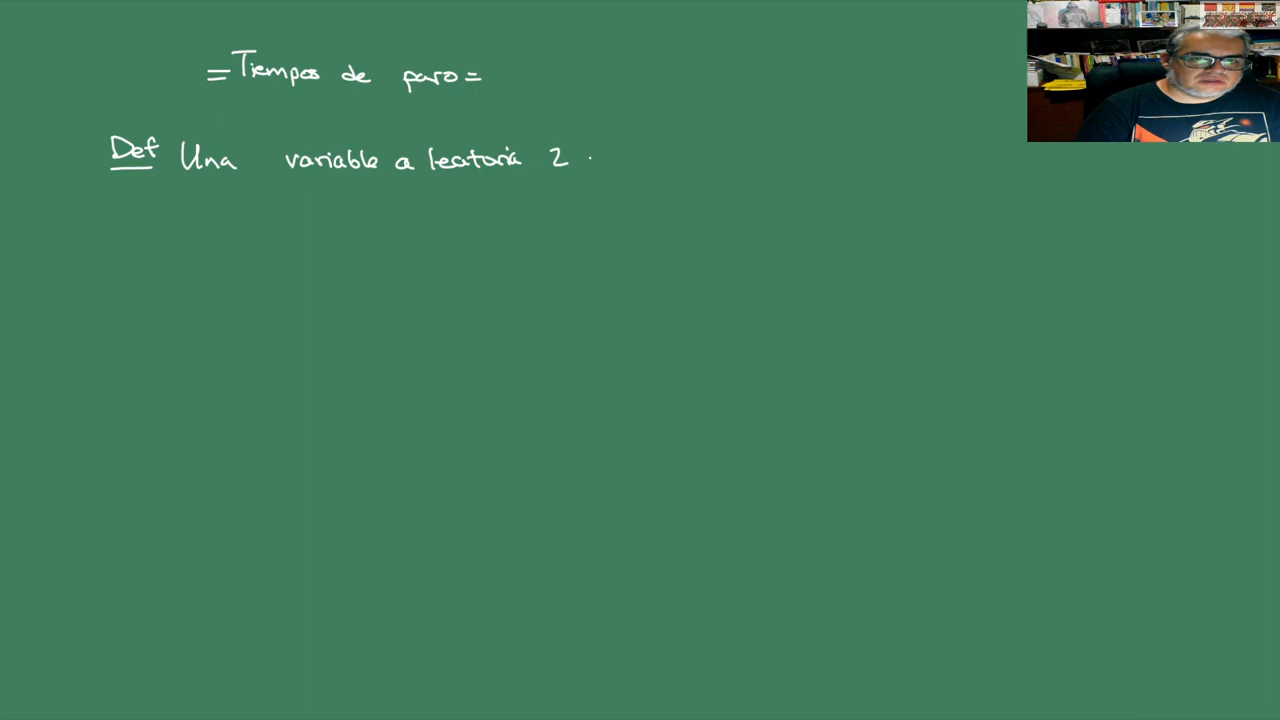 =Tiempos de paro=
Def Una variable aleatoria 2